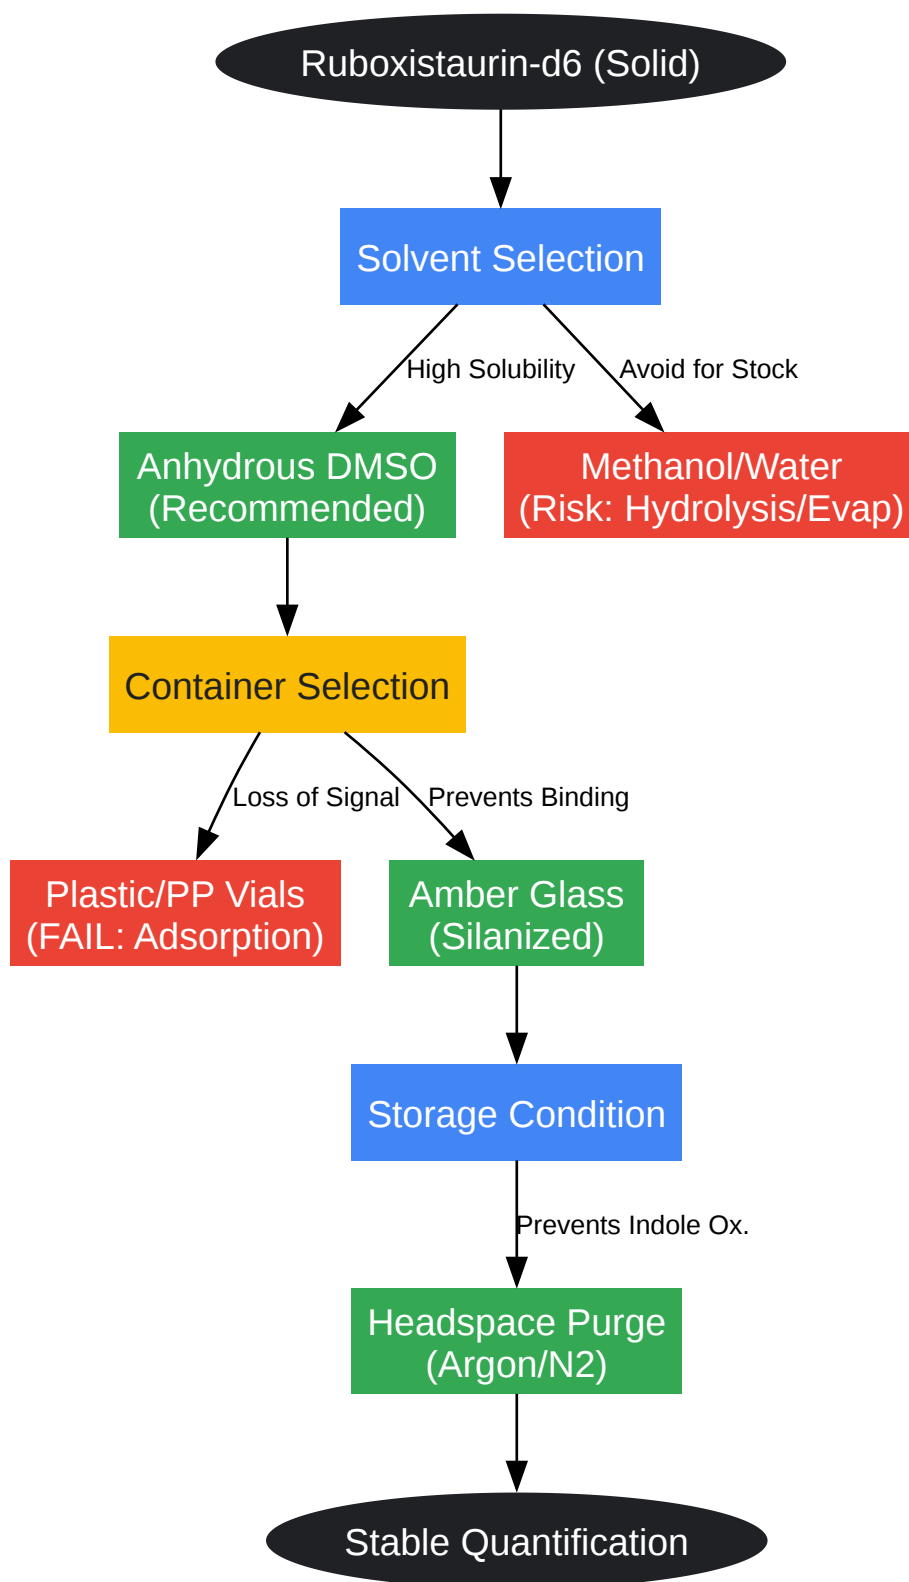 Ruboxistaurin-d6 (Solid)
Solvent Selection
High Solubility
Avoid for Stock
Anhydrous DMSO
(Recommended)
Methanol/Water
(Risk: Hydrolysis/Evap)
Container Selection
Loss of Signal
Prevents Binding
Plastic/PP Vials
(FAIL: Adsorption)
Amber Glass
(Silanized)
Storage Condition
Prevents Indole Ox.
Headspace Purge
(Argon/N2)
Stable Quantification